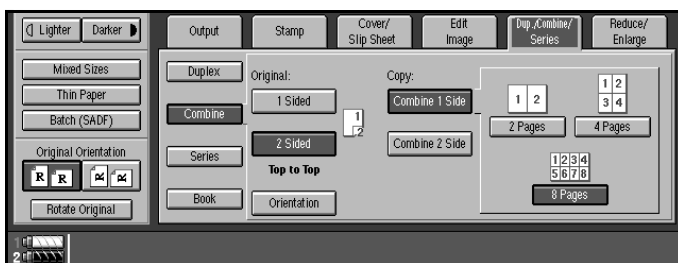 Lighter
Darker
Output
Stamp
Cover/
Slip Sheet
Edit
Image
Dup./Combine/
Series
Reduce/
Enlarge
Mixed Sizes
Thin Paper
Batch (SADF)
Original Orientation
R R
R R
Rotate Original
Duplex
Combine
Series
Book
Original:
1 Sided
2 Sided
Top to Top
Orientation
1
2
Copy:
Combine 1 Side
Combine 2 Side
1 2
2 Pages
1 2
3 4
4 Pages
1 2 3 4
5 6 7 8
8 Pages
1
2